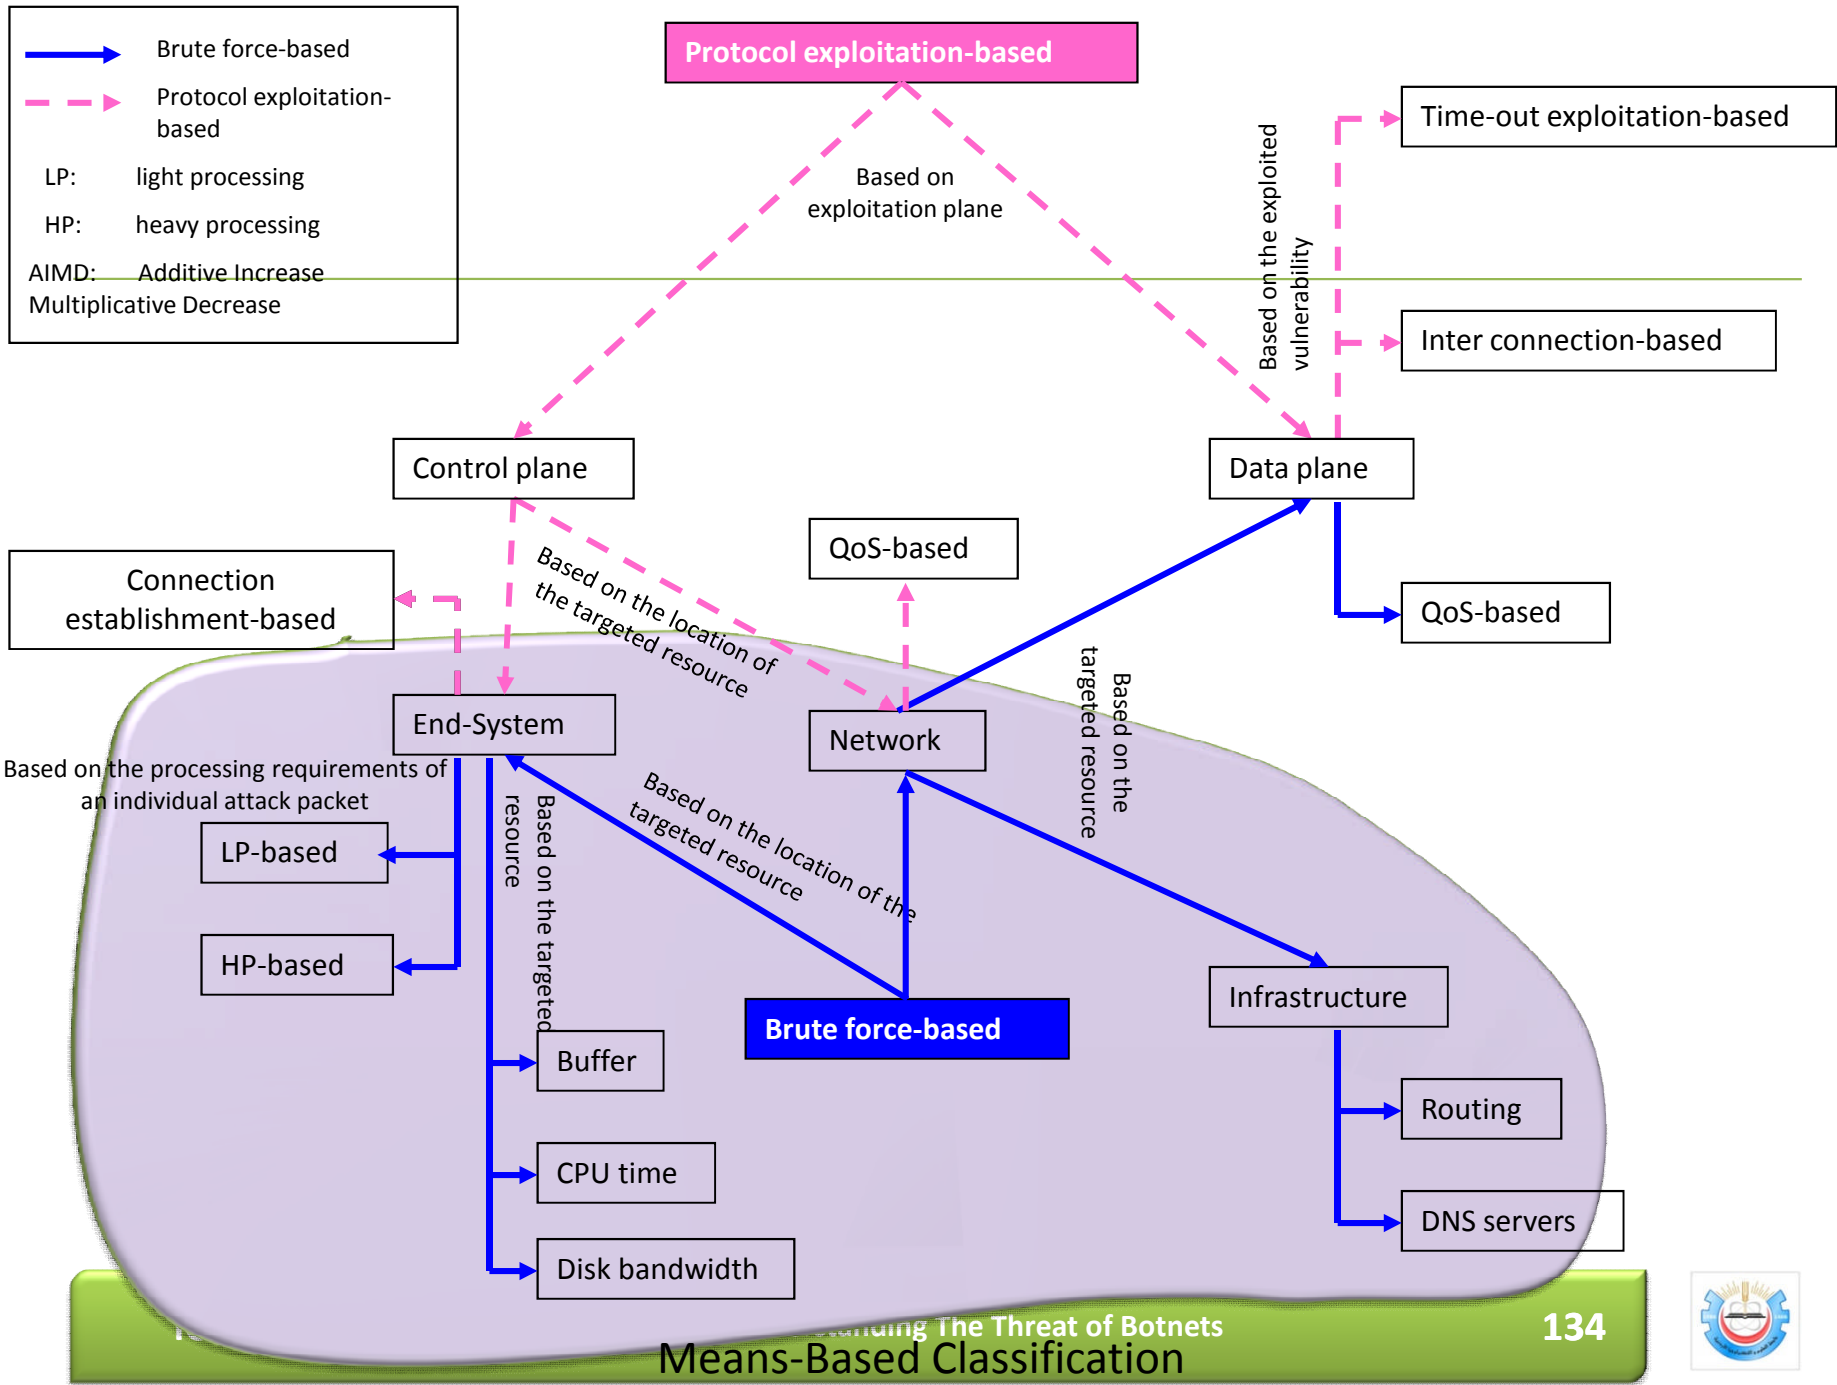 Brute force-based
Protocol exploitation-
based
LP: light processing
HP: heavy processing
AIMD: Additive Increase
Multiplicative Decrease
Protocol exploitation-based
Based on
exploitation plane
Based on the exploited
vulnerability
Time-out exploitation-based
Inter connection-based
Control plane
Data plane
QoS-based
QoS-based
Connection
establishment-based
Based on the location of
the targeted resource
End-System
Network
Based on the
targeted resource
Based on the processing requirements of
an individual attack packet
Based on the targeted
resource
Based on the location of the
targeted resource
LP-based
HP-based
Brute force-based
Infrastructure
Buffer
Routing
CPU time
DNS servers
Disk bandwidth
The Threat of Botnets
134
Means-Based Classification